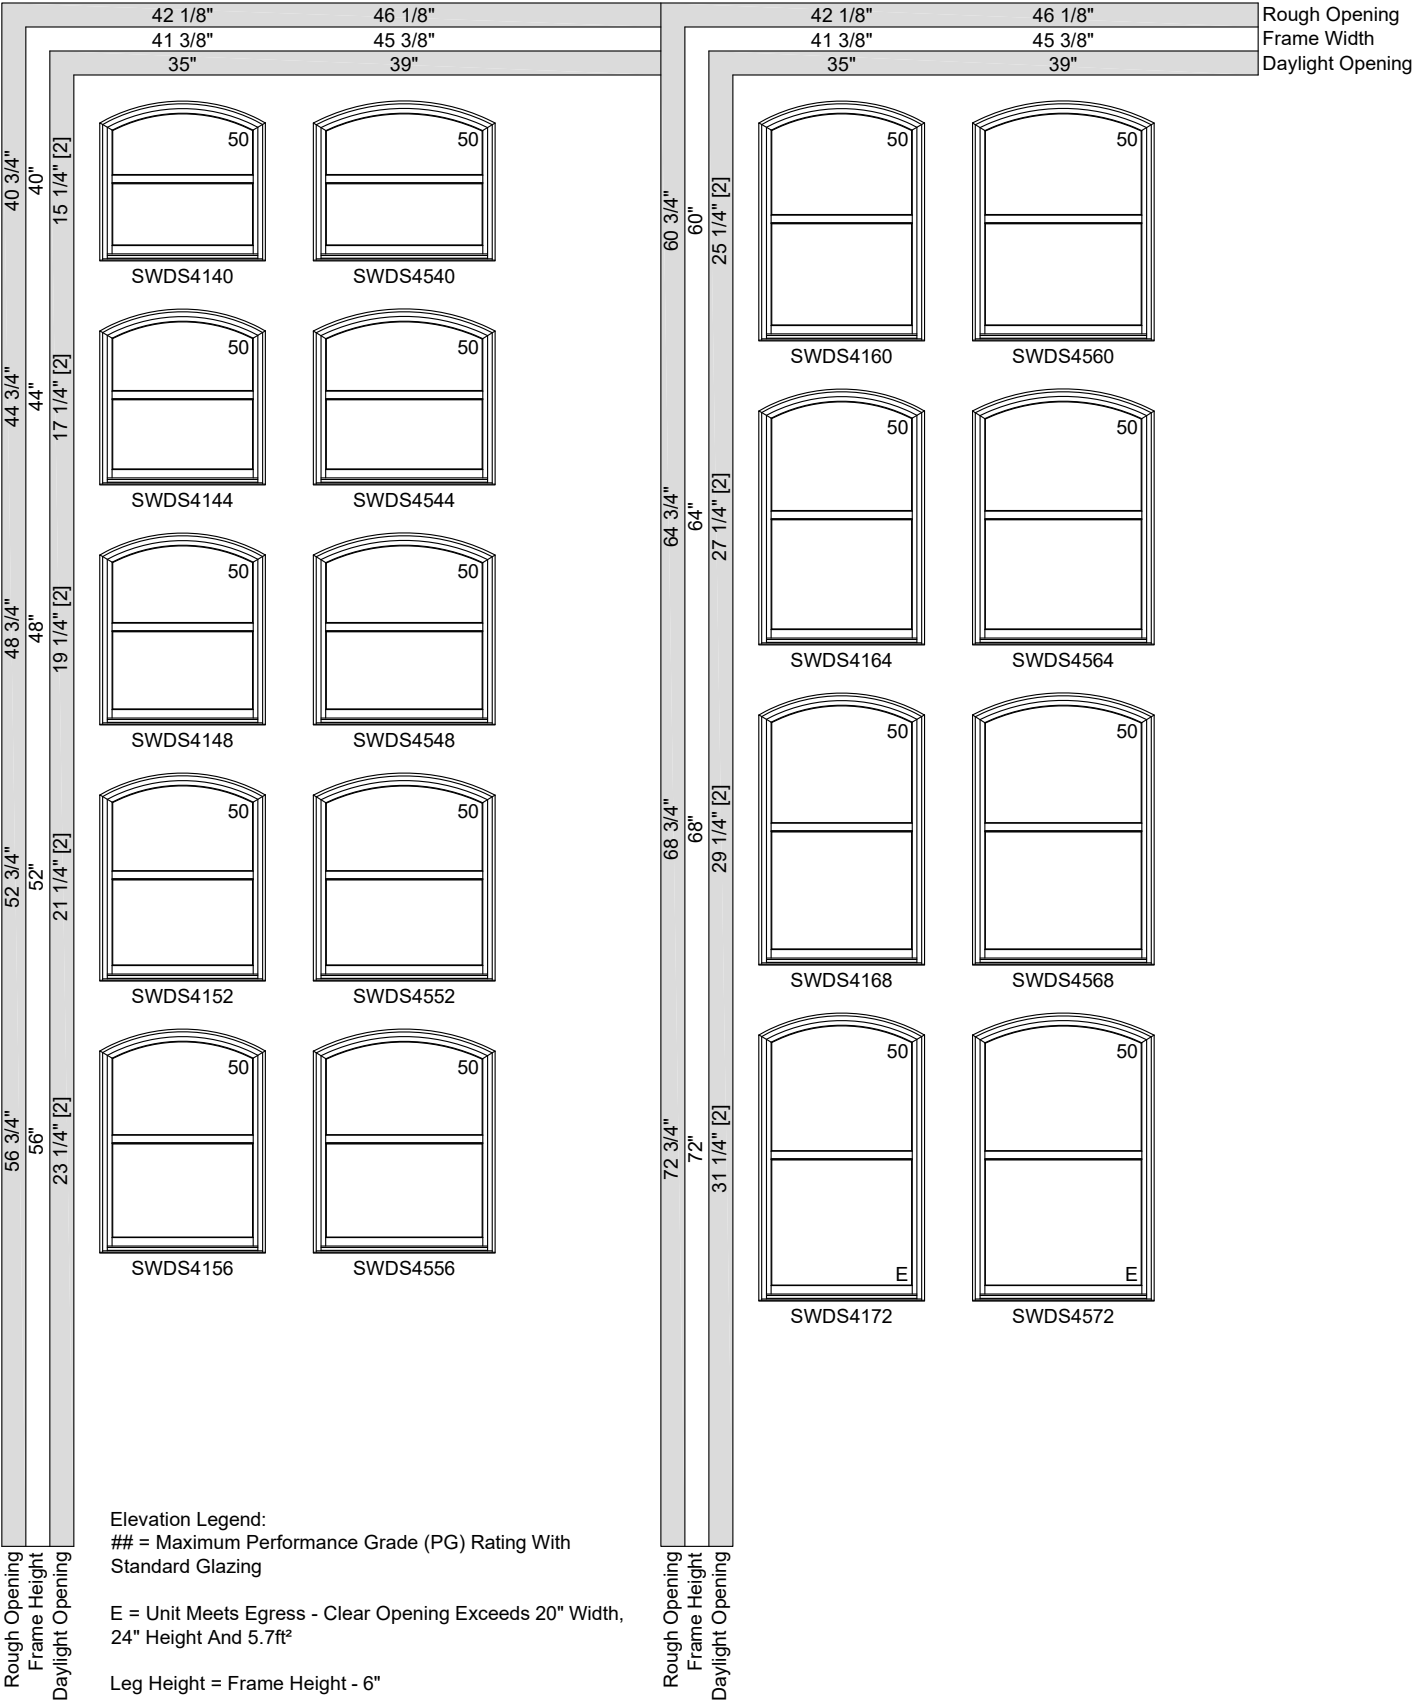 42 1/8" 46 1/8" 42 1/8" 46 1/8" Rough Opening
41 3/8" 45 3/8" 41 3/8" 45 3/8" Frame Width
35" 39" 35" 39" Daylight Opening
40 3/4"
40"
15 1/4" [2]
50 50
SWDS4140 SWDS4540
44 3/4"
44"
17 1/4" [2]
50 50
SWDS4144 SWDS4544
48 3/4"
48"
19 1/4" [2]
50 50
SWDS4148 SWDS4548
52 3/4"
52"
21 1/4" [2]
50 50
SWDS4152 SWDS4552
56 3/4"
56"
23 1/4" [2]
50 50
SWDS4156 SWDS4556
Rough Opening
Frame Height
Daylight Opening
60 3/4"
60"
25 1/4" [2]
50 50
SWDS4160 SWDS4560
64 3/4"
64"
27 1/4" [2]
50 50
SWDS4164 SWDS4564
68 3/4"
68"
29 1/4" [2]
50 50
SWDS4168 SWDS4568
72 3/4"
72"
31 1/4" [2]
50 50
E E
SWDS4172 SWDS4572
Rough Opening
Frame Height
Daylight Opening
Elevation Legend:
## = Maximum Performance Grade (PG) Rating With
Standard Glazing
E = Unit Meets Egress - Clear Opening Exceeds 20" Width,
24" Height And 5.7ft²
Leg Height = Frame Height - 6"